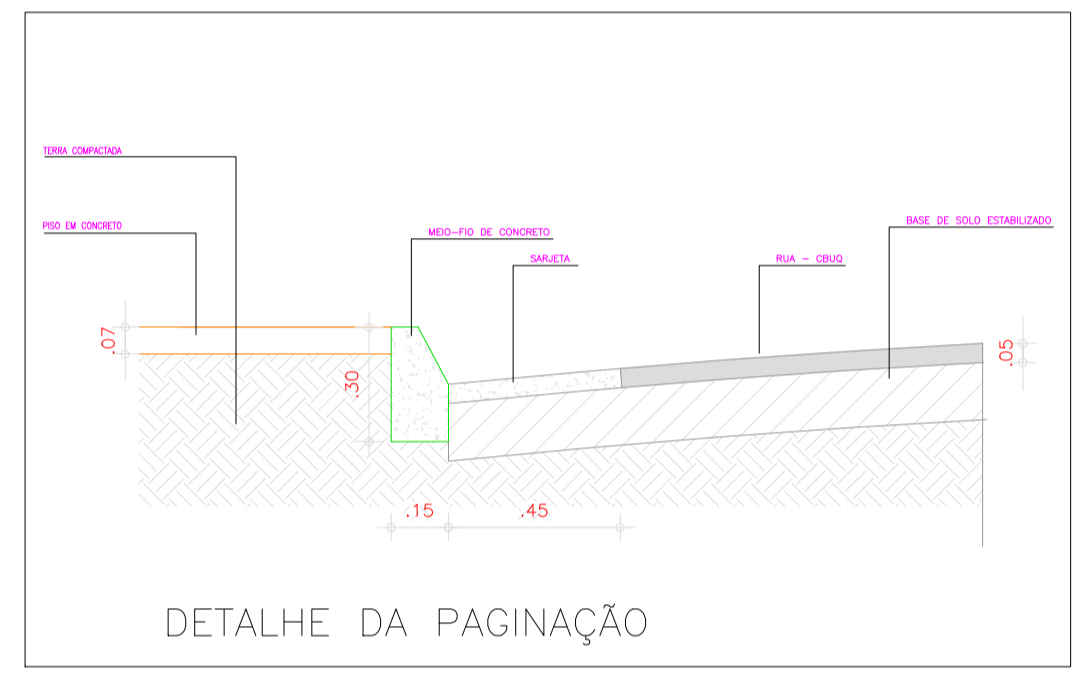 TERRA COMPACTADA
PISO EM CONCRETO
MEIO-FIO DE CONCRETO
SARJETA
RUA - CBUQ
BASE DE SOLO ESTABILIZADO
.07
.30
.05
.15
.45
DETALHE DA PAGINAÇÃO